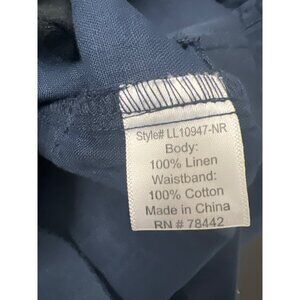 Style# LL10947-NR
Body:
100% Linen
Waistband:
100% Cotton
Made in China
RN # 78442